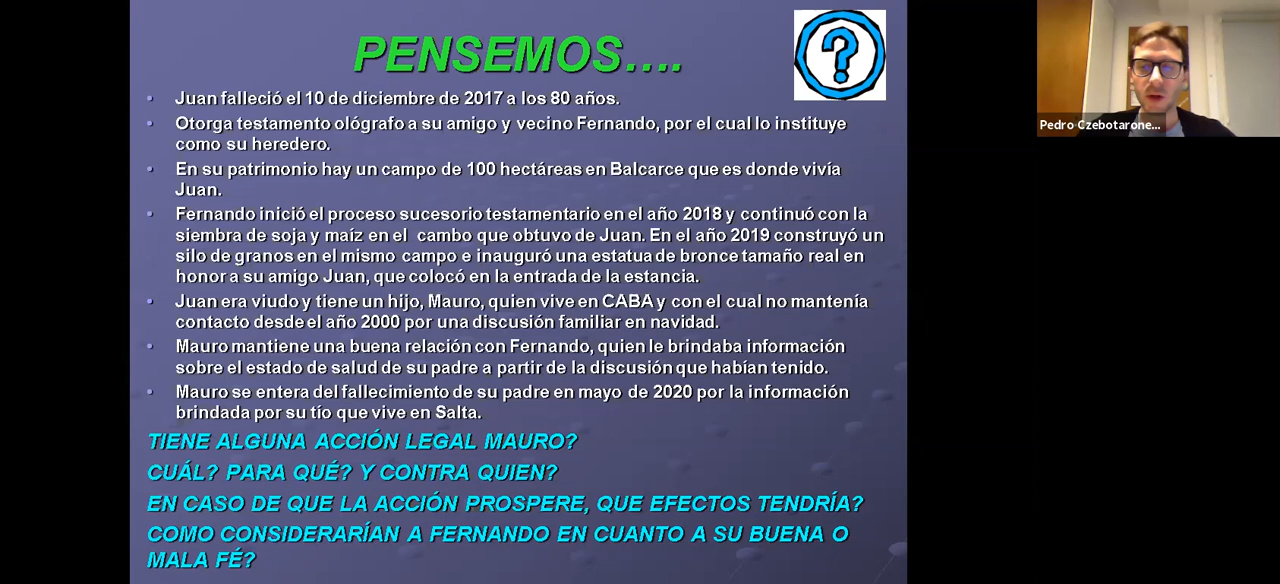 PENSEMOS....
Juan falleció el 10 de diciembre de 2017 a los 80 años.
Otorga testamento ológrafo a su amigo y vecino Fernando, por el cual lo instituye
como su heredero.
En su patrimonio hay un campo de 100 hectáreas en Balcarce que es donde vivía
Juan.
Fernando inició el proceso sucesorio testamentario en el año 2018 y continuó con la
siembra de soja y maíz en el cambo que obtuvo de Juan. En el año 2019 construyó un
silo de granos en el mismo campo e inauguró una estatua de bronce tamaño real en
honor a su amigo Juan, que colocó en la entrada de la estancia.
Juan era viudo y tiene un hijo, Mauro, quien vive en CABA y con el cual no mantenía
contacto desde el año 2000 por una discusión familiar en navidad.
Mauro mantiene una buena relación con Fernando, quien le brindaba información
sobre el estado de salud de su padre a partir de la discusión que habían tenido.
Mauro se entera del fallecimiento de su padre en mayo de 2020 por la información
brindada por su tío que vive en Salta.
TIENE ALGUNA ACCIÓN LEGAL MAURO?
CUÁL? PARA QUÉ? Y CONTRA QUIEN?
EN CASO DE QUE LA ACCIÓN PROSPERE, QUE EFECTOS TENDRÍA?
COMO CONSIDERARÍAN A FERNANDO EN CUANTO A SU BUENA O
MALA FÉ?
?
Pedro Czebotarone...